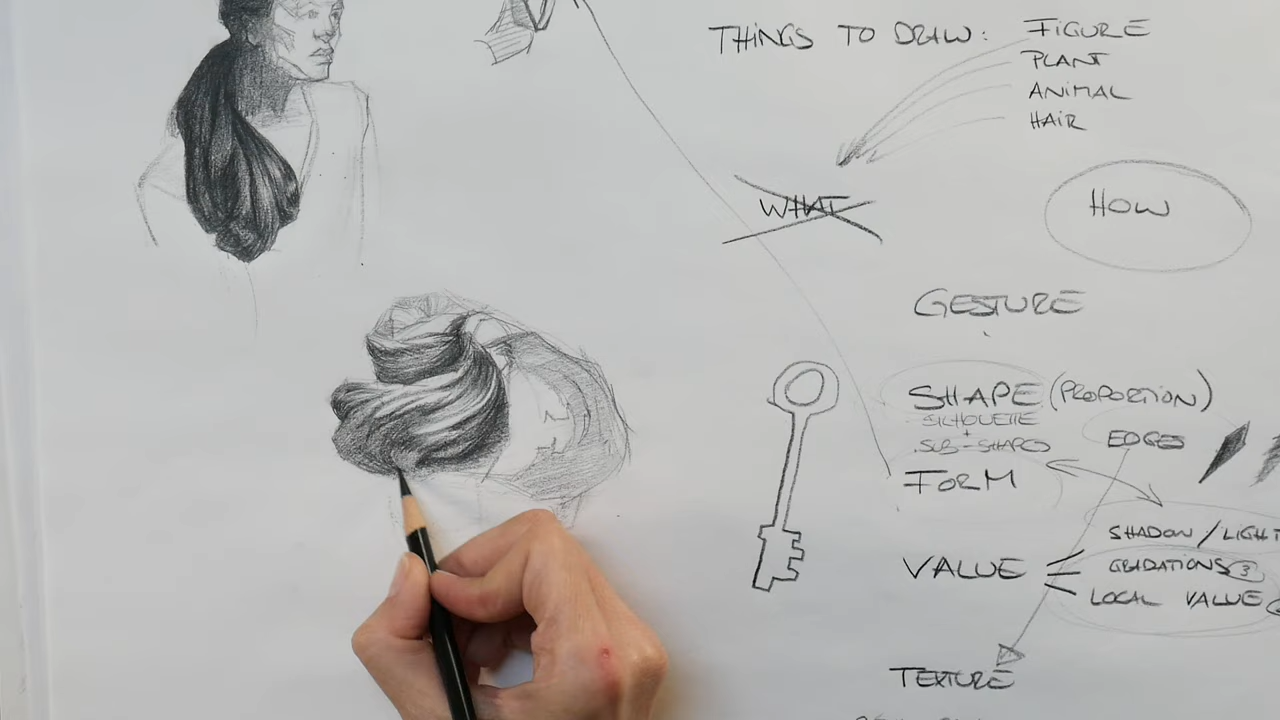 THINGS TO DRAW: FIGURE
PLANT
ANIMAL
HAIR
WHAT
HOW
GESTURE
SHAPE (PROPORTION)
SILHOUETTE
+
SUB-SHAPES
EDGES
FORM
SHADOW/LIGHT
VALUE
GRADATIONS 3
LOCAL VALUE
TEXTURE